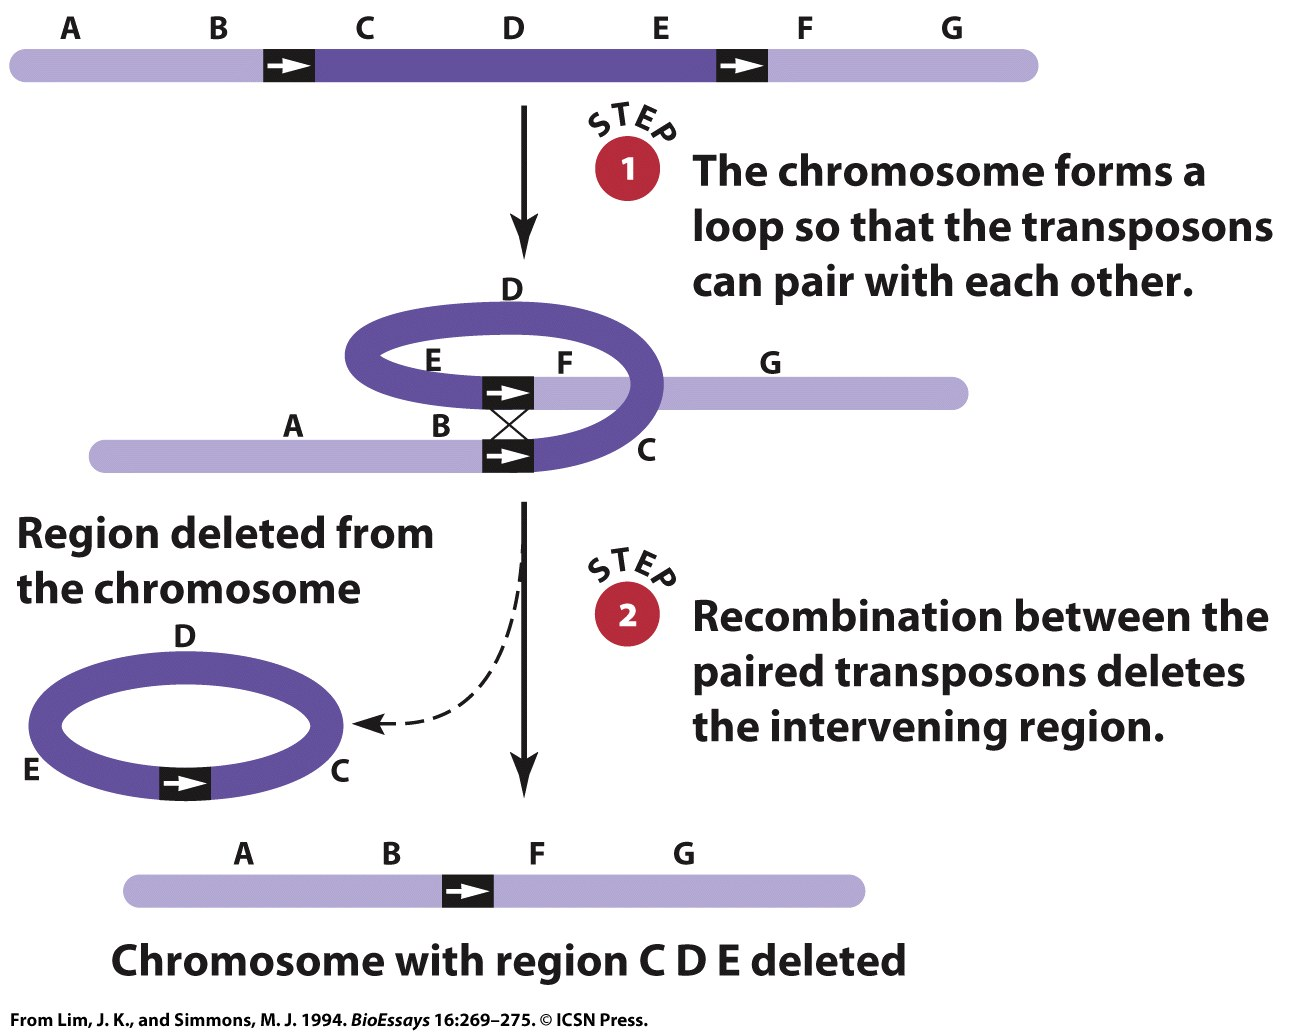 A B C D E F G
STEP
1
The chromosome forms a
loop so that the transposons
can pair with each other.
D
E F G
A B C
Region deleted from
the chromosome
STEP
2
Recombination between the
paired transposons deletes
the intervening region.
D
E C
A B F G
Chromosome with region C D E deleted
From Lim, J. K., and Simmons, M. J. 1994. BioEssays 16:269–275. © ICSN Press.